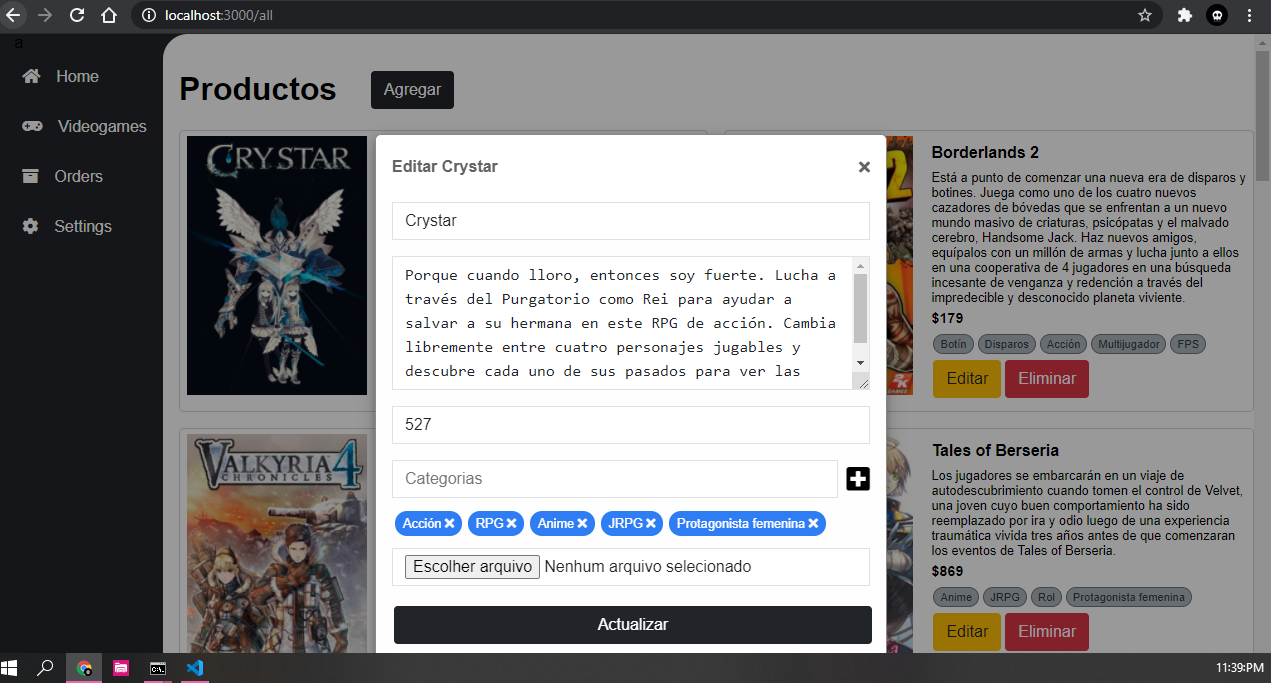 localhost:3000/all
a
Home
Videogames
Orders
Settings
Productos
Agregar
CRYSTAR
Editar Crystar
Crystar
Porque cuando lloro, entonces soy fuerte. Lucha a
través del Purgatorio como Rei para ayudar a
salvar a su hermana en este RPG de acción. Cambia
libremente entre cuatro personajes jugables y
descubre cada uno de sus pasados para ver las
527
Categorias
Acción
RPG
Anime
JRPG
Protagonista femenina
Escolher arquivo Nenhum arquivo selecionado
Actualizar
2
2K
GAMES
Borderlands 2
Está a punto de comenzar una nueva era de disparos y
botines. Juega como uno de los cuatro nuevos
cazadores de bóvedas que se enfrentan a un nuevo
mundo masivo de criaturas, psicópatas y el malvado
cerebro, Handsome Jack. Haz nuevos amigos,
equípalos con un millón de armas y lucha junto a ellos
en una cooperativa de 4 jugadores en una búsqueda
incesante de venganza y redención a través del
impredecible y desconocido planeta viviente.
$179
Botín
Disparos
Acción
Multijugador
FPS
Editar
Eliminar
VALKYRIA 4
CHRONICLES
Tales of Berseria
Los jugadores se embarcarán en un viaje de
autodescubrimiento cuando tomen el control de Velvet,
una joven cuyo buen comportamiento ha sido
reemplazado por ira y odio luego de una experiencia
traumática vivida tres años antes de que comenzaran
los eventos de Tales of Berseria.
$869
Anime
JRPG
Rol
Protagonista femenina
Editar
Eliminar
11:39:PM